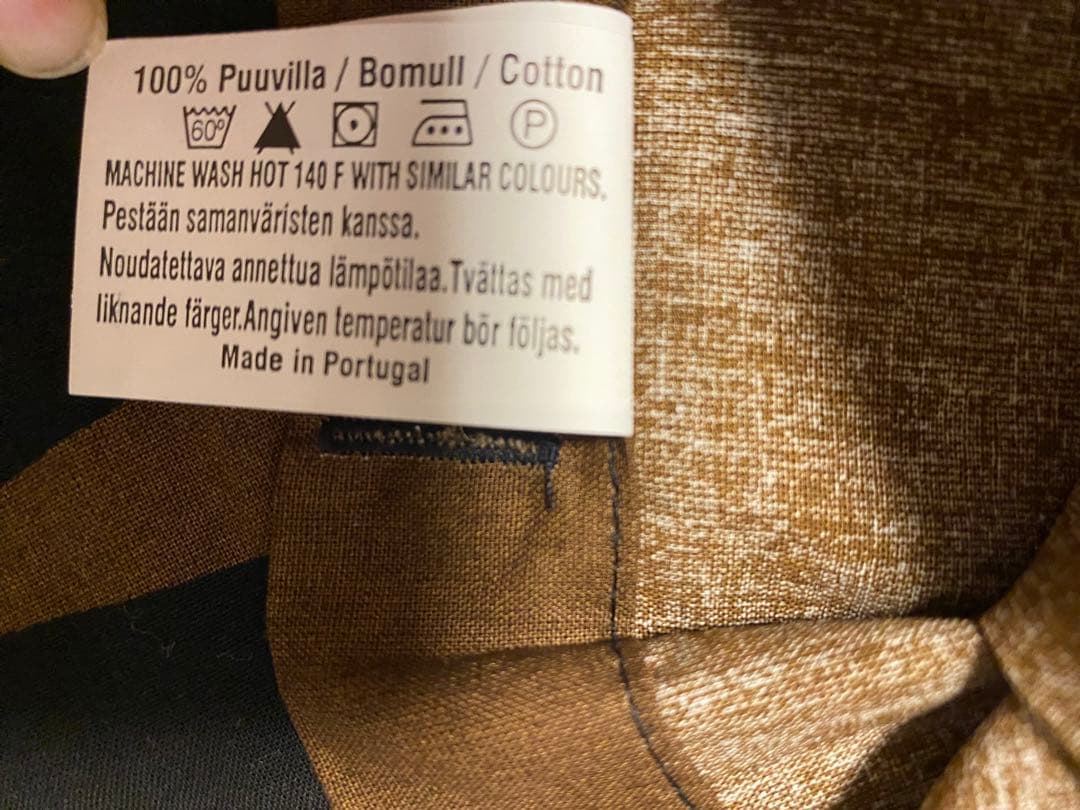 100% Puuvilla / Bomull / Cotton
60° P
MACHINE WASH HOT 140 F WITH SIMILAR COLOURS.
Pestään samanväristen kanssa.
Noudatettava annettua lämpötilaa.Tvättas med
liknande färger.Angiven temperatur bör följas.
Made in Portugal